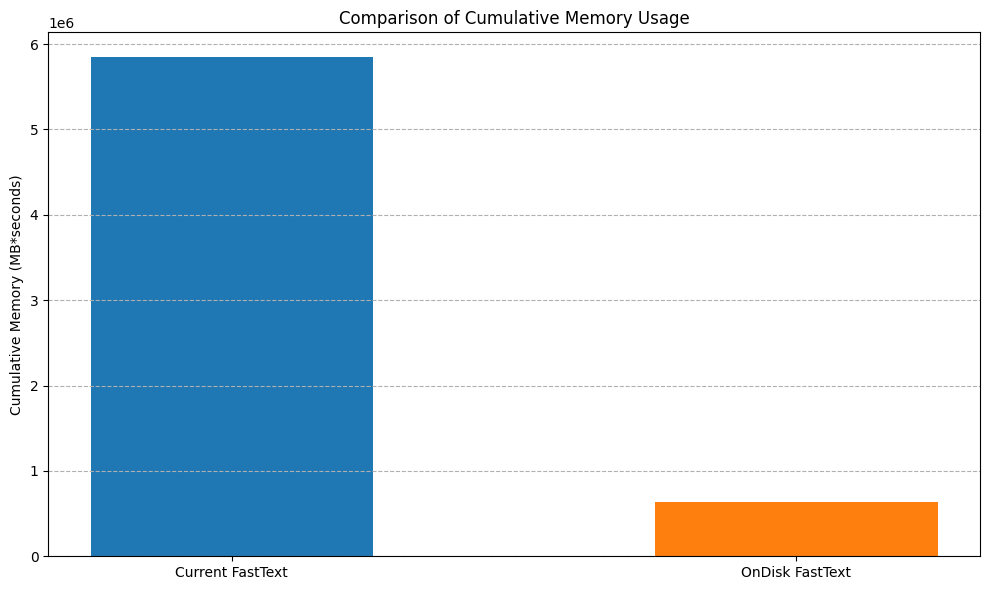 Comparison of Cumulative Memory Usage
1e6
6
5
4
3
2
1
0
Cumulative Memory (MB*seconds)
Current FastText
OnDisk FastText